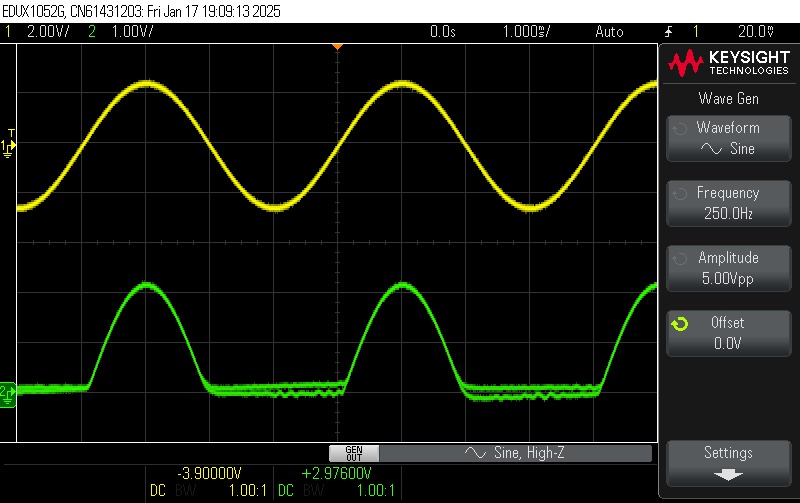 EDUX1052G, CN61431203: Fri Jan 17 19:09:13 2025
1 2.00V/ 2 1.00V/ 0.0s 1.000ms/ Auto 1 20.0mV
KEYSIGHT
TECHNOLOGIES
Wave Gen
Waveform
Sine
Frequency
250.0Hz
Amplitude
5.00Vpp
Offset
0.0V
T
1
2
GEN
OUT
Sine, High-Z
Settings
-3.90000V +2.97600V
DC BW 1.00:1 DC BW 1.00:1